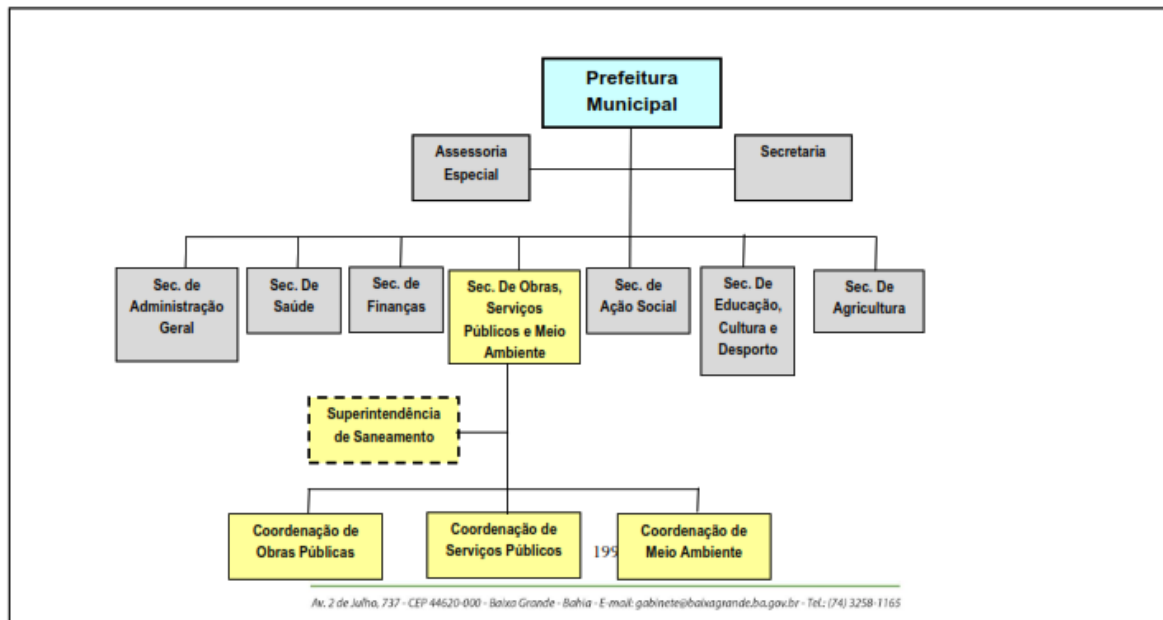 Prefeitura
Municipal
Assessoria
Especial
Secretaria
Sec. de
Administração
Geral
Sec. De
Saúde
Sec. de
Finanças
Sec. De Obras,
Serviços
Públicos e Meio
Ambiente
Sec. de
Ação Social
Sec. De
Educação,
Cultura e
Desporto
Sec. De
Agricultura
Superintendência
de Saneamento
Coordenação de
Obras Públicas
Coordenação de
Serviços Públicos
199
Coordenação de
Meio Ambiente
Av. 2 de Julho, 737 - CEP 44620-000 - Baixa Grande - Bahia - E-mail: gabinete@baixagrande.ba.gov.br - Tel.: (74) 3258-1165